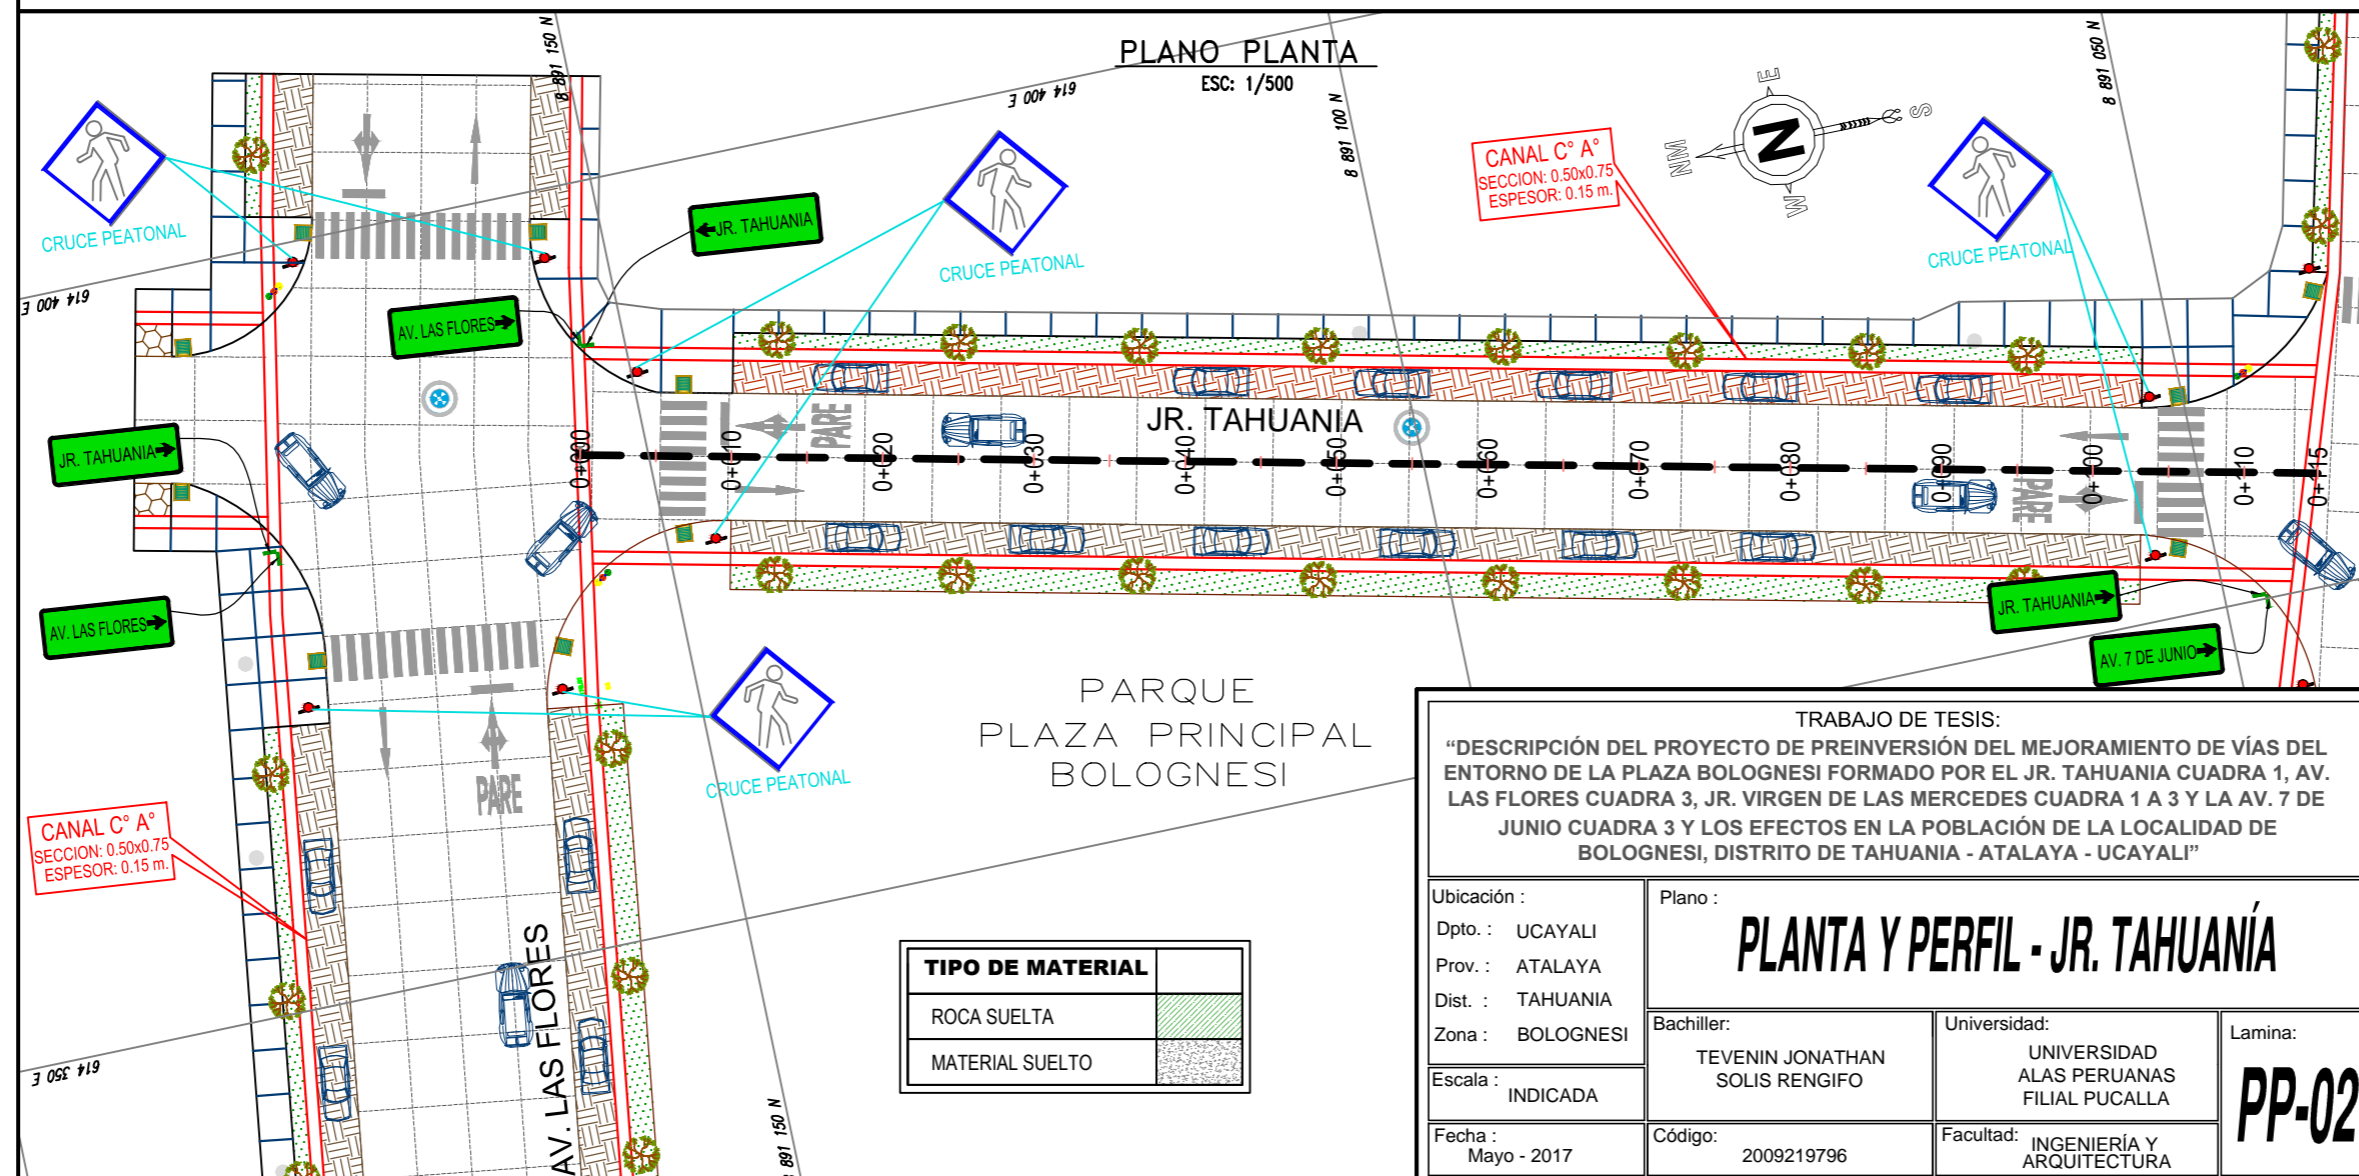 PLANO PLANTA
ESC: 1/500
8 891 150 N
614 400 E
8 891 100 N
8 891 050 N
E
S
N
NM
W
CANAL C° A°
SECCION: 0.50x0.75
ESPESOR: 0.15 m.
CRUCE PEATONAL
CRUCE PEATONAL
CRUCE PEATONAL
JR. TAHUANIA
AV. LAS FLORES
614 400 E
JR. TAHUANIA
PARE
JR. TAHUANIA
0+000
0+010
0+020
0+030
0+040
0+050
0+060
0+070
0+080
0+090
0+100
0+110
0+115
PARE
AV. LAS FLORES
JR. TAHUANIA
AV. 7 DE JUNIO
CRUCE PEATONAL
PARE
PARQUE
PLAZA PRINCIPAL
BOLOGNESI
CANAL C° A°
SECCION: 0.50x0.75
ESPESOR: 0.15 m.
AV. LAS FLORES
614 350 E
891 150 N
TIPO DE MATERIAL
ROCA SUELTA
MATERIAL SUELTO
TRABAJO DE TESIS:
“DESCRIPCIÓN DEL PROYECTO DE PREINVERSIÓN DEL MEJORAMIENTO DE VÍAS DEL
ENTORNO DE LA PLAZA BOLOGNESI FORMADO POR EL JR. TAHUANIA CUADRA 1, AV.
LAS FLORES CUADRA 3, JR. VIRGEN DE LAS MERCEDES CUADRA 1 A 3 Y LA AV. 7 DE
JUNIO CUADRA 3 Y LOS EFECTOS EN LA POBLACIÓN DE LA LOCALIDAD DE
BOLOGNESI, DISTRITO DE TAHUANIA - ATALAYA - UCAYALI”
Ubicación :
Dpto. : UCAYALI
Prov. : ATALAYA
Dist. : TAHUANIA
Zona : BOLOGNESI
Escala :
INDICADA
Fecha :
Mayo - 2017
Plano :
PLANTA Y PERFIL - JR. TAHUANÍA
Bachiller:
TEVENIN JONATHAN
SOLIS RENGIFO
Código:
2009219796
Universidad:
UNIVERSIDAD
ALAS PERUANAS
FILIAL PUCALLA
Facultad: INGENIERÍA Y
ARQUITECTURA
Lamina:
PP-02